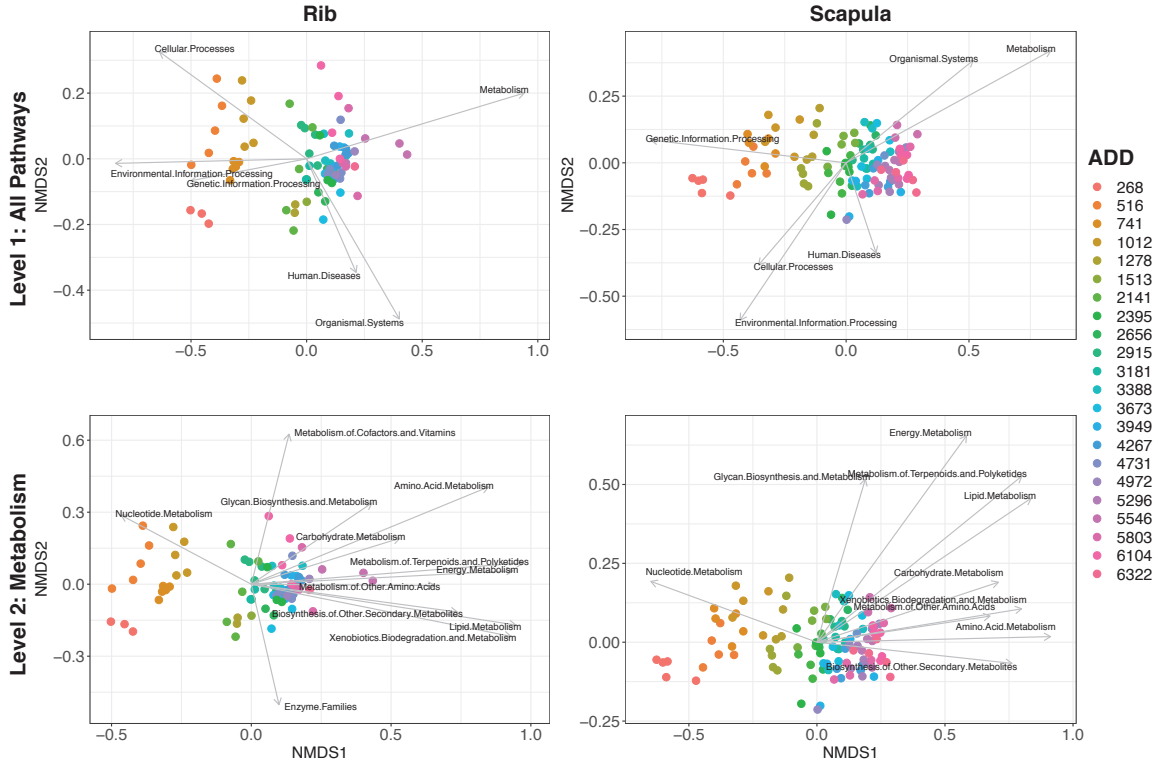 Rib
Scapula
Level 1: All Pathways
NMDS2
0.2
0.0
−0.2
−0.4
Cellular.Processes
Metabolism
Environmental.Information.Processing
Genetic.Information.Processing
Human.Diseases
Organismal.Systems
−0.5
0.0
0.5
1.0
NMDS2
0.25
0.00
−0.25
−0.50
Organismal.Systems
Metabolism
Genetic.Information.Processing
Human.Diseases
Cellular.Processes
Environmental.Information.Processing
−0.5
0.0
0.5
ADD
268
516
741
1012
1278
1513
2141
2395
2656
2915
3181
3388
3673
3949
4267
4731
4972
5296
5546
5803
6104
6322
Level 2: Metabolism
NMDS2
0.6
0.3
0.0
−0.3
Metabolism.of.Cofactors.and.Vitamins
Amino.Acid.Metabolism
Glycan.Biosynthesis.and.Metabolism
Nucleotide.Metabolism
Carbohydrate.Metabolism
Metabolism.of.Terpenoids.and.Polyketides
Energy.Metabolism
Metabolism.of.Other.Amino.Acids
Biosynthesis.of.Other.Secondary.Metabolites
Lipid.Metabolism
Xenobiotics.Biodegradation.and.Metabolism
Enzyme.Families
−0.5
0.0
0.5
1.0
NMDS1
0.50
0.25
0.00
−0.25
Energy.Metabolism
Glycan.Biosynthesis.and.Metabolism
Metabolism.of.Terpenoids.and.Polyketides
Lipid.Metabolism
Nucleotide.Metabolism
Carbohydrate.Metabolism
Xenobiotics.Biodegradation.and.Metabolism
Metabolism.of.Other.Amino.Acids
Amino.Acid.Metabolism
Biosynthesis.of.Other.Secondary.Metabolites
−0.5
0.0
0.5
1.0
NMDS1